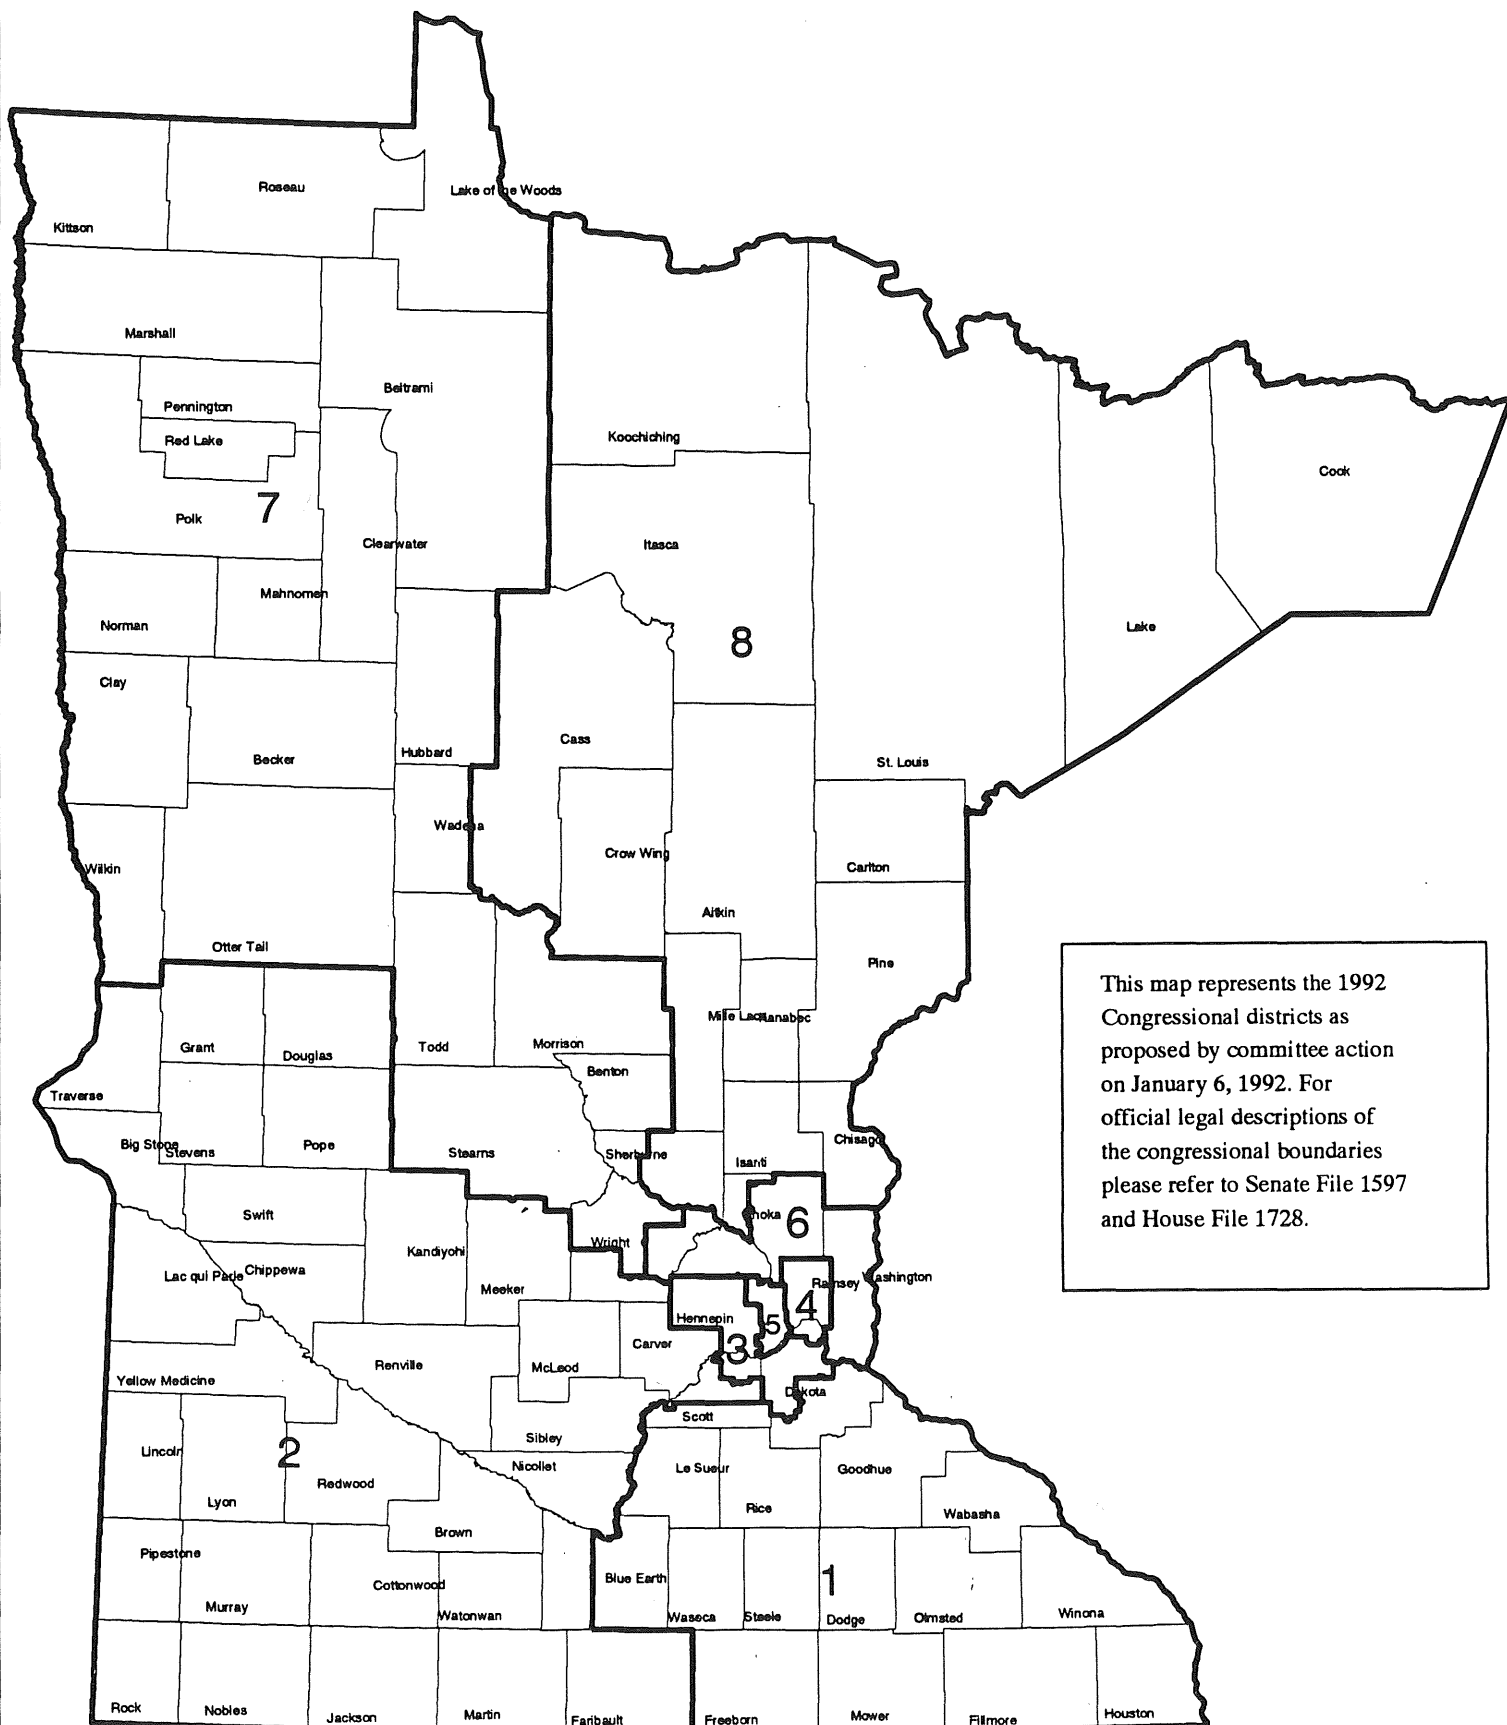 Roseau
Lake of the Woods
Kittson
Marshall
Beltrami
Pennington
Red Lake
Koochiching
Cook
7
Polk
Clearwater
Itasca
Mahnomen
Norman
Lake
8
Clay
Cass
Hubbard
Becker
St. Louis
Wadena
Crow Wing
Wilkin
Carlton
Aitkin
Otter Tail
Pine
This map represents the 1992
Congressional districts as
proposed by committee action
on January 6, 1992. For
official legal descriptions of
the congressional boundaries
please refer to Senate File 1597
and House File 1728.
Mille Lacs
Kanabec
Grant
Douglas
Todd
Morrison
Benton
Traverse
Big Stone
Stevens
Pope
Stearns
Sherburne
Chisago
Isanti
Swift
Anoka
6
Wright
Kandiyohi
Lac qui Parle
Chippewa
Meeker
Ramsey
Washington
4
Hennepin
5
3
Carver
Renville
McLeod
Yellow Medicine
Dakota
Scott
Lincoln
2
Sibley
Nicollet
Le Sueur
Goodhue
Redwood
Lyon
Rice
Wabasha
Brown
Pipestone
Blue Earth
1
Cottonwood
Murray
Watonwan
Waseca
Steele
Dodge
Olmsted
Winona
Rock
Nobles
Jackson
Martin
Faribault
Freeborn
Mower
Fillmore
Houston